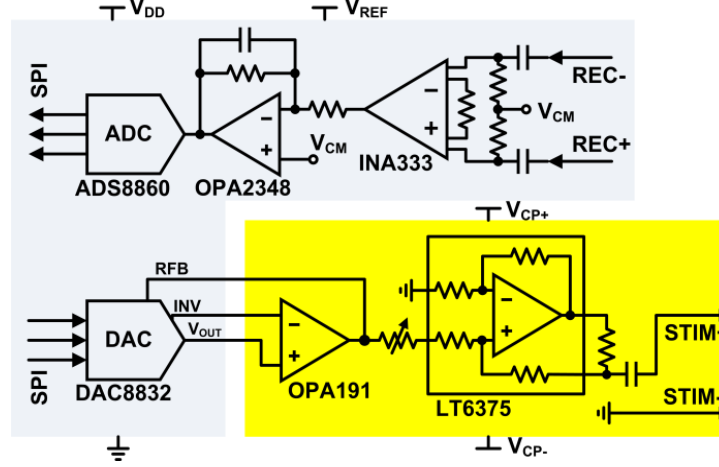 VDD
VREF
SPI
ADC
ADS8860
OPA2348
VCM
INA333
REC-
VCM
REC+
VCP+
RFB
INV
DAC
VOUT
SPI
DAC8832
OPA191
LT6375
STIM
STIM-
VCP-